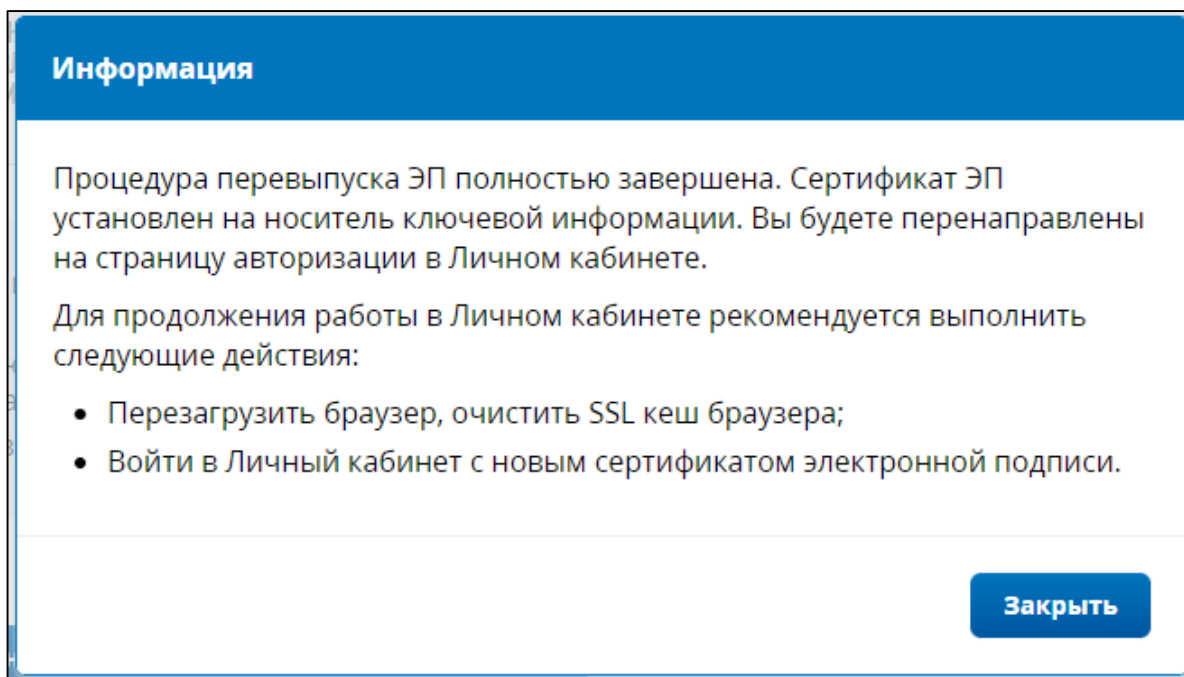 Информация
Процедура перевыпуска ЭП полностью завершена. Сертификат ЭП
установлен на носитель ключевой информации. Вы будете перенаправлены
на страницу авторизации в Личном кабинете.
Для продолжения работы в Личном кабинете рекомендуется выполнить
следующие действия:
• Перезагрузить браузер, очистить SSL кеш браузера;
• Войти в Личный кабинет с новым сертификатом электронной подписи.
Закрыть